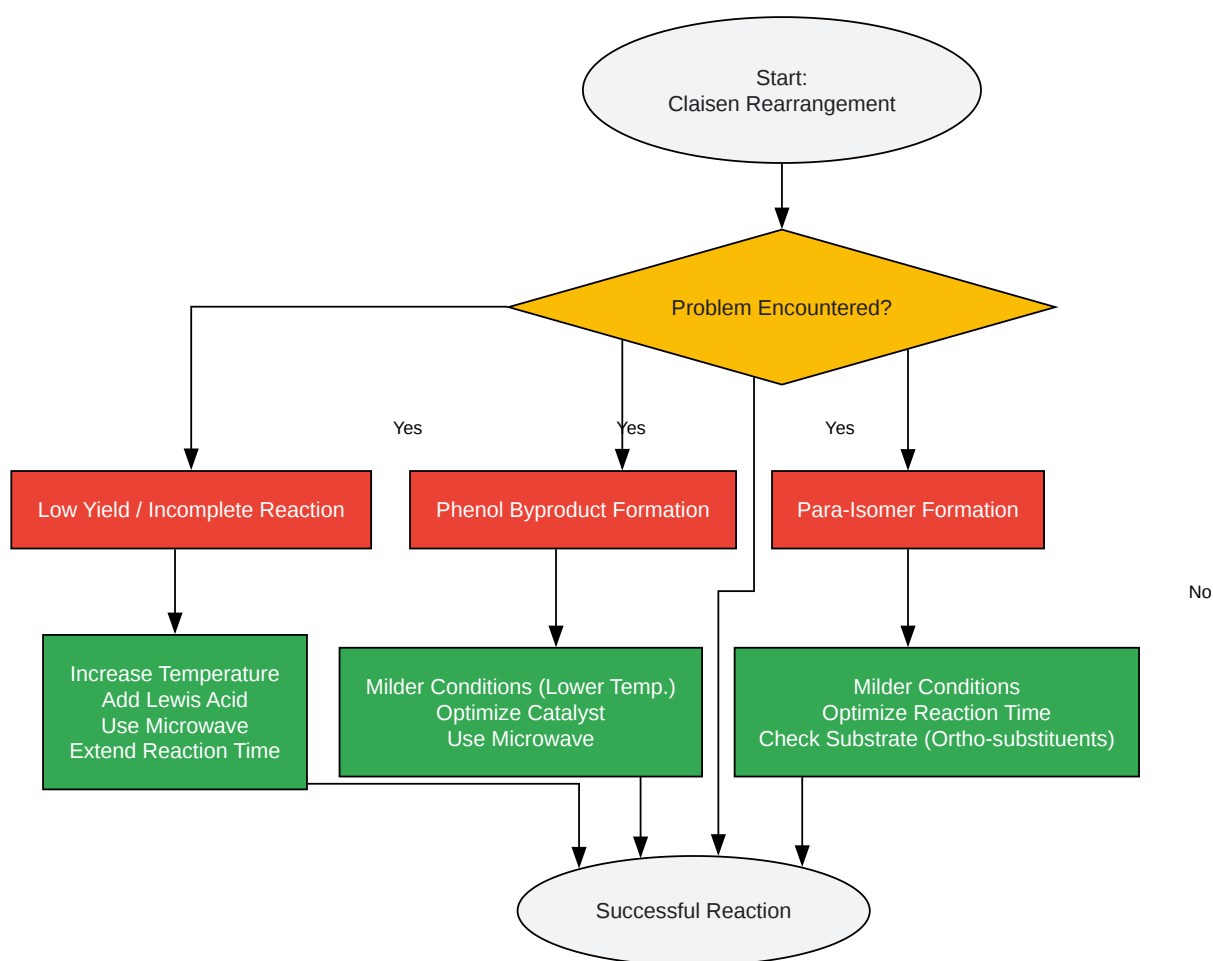 Start:
Claisen Rearrangement
Problem Encountered?
Yes
Yes
Yes
Low Yield / Incomplete Reaction
Phenol Byproduct Formation
Para-Isomer Formation
No
Increase Temperature
Add Lewis Acid
Use Microwave
Extend Reaction Time
Milder Conditions (Lower Temp.)
Optimize Catalyst
Use Microwave
Milder Conditions
Optimize Reaction Time
Check Substrate (Ortho-substituents)
Successful Reaction